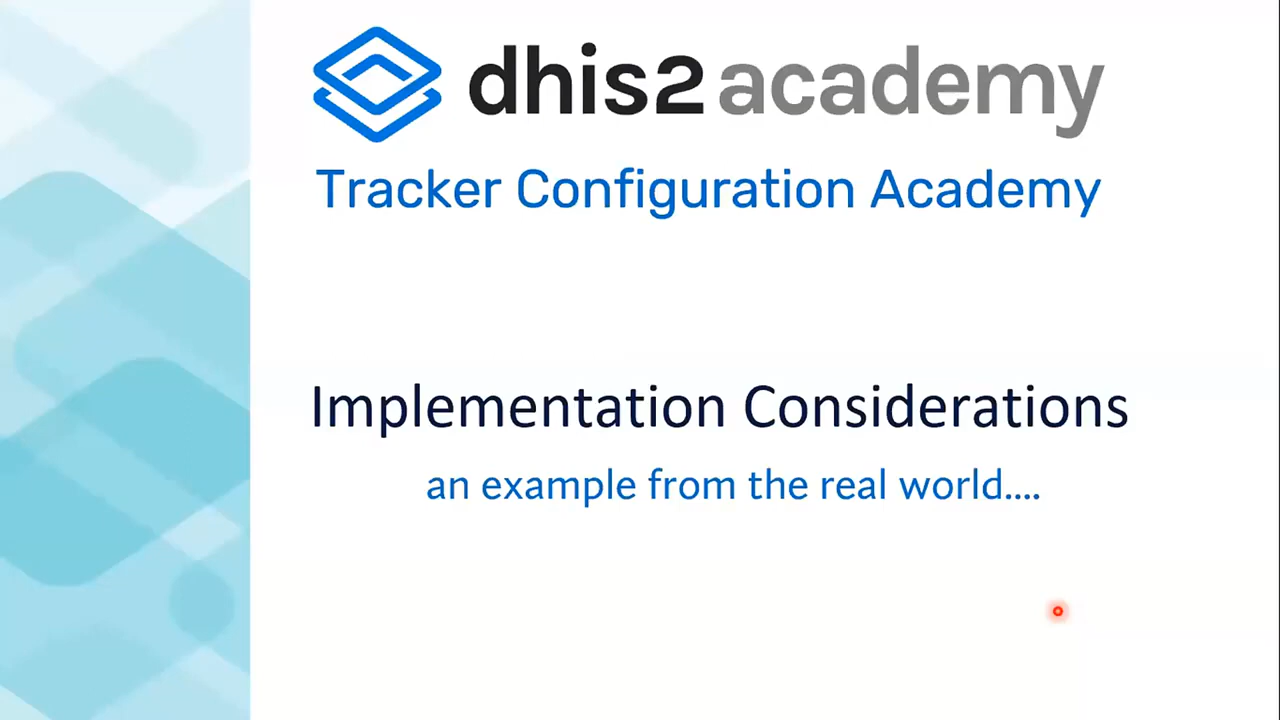 dhis2 academy
Tracker Configuration Academy
Implementation Considerations
an example from the real world....